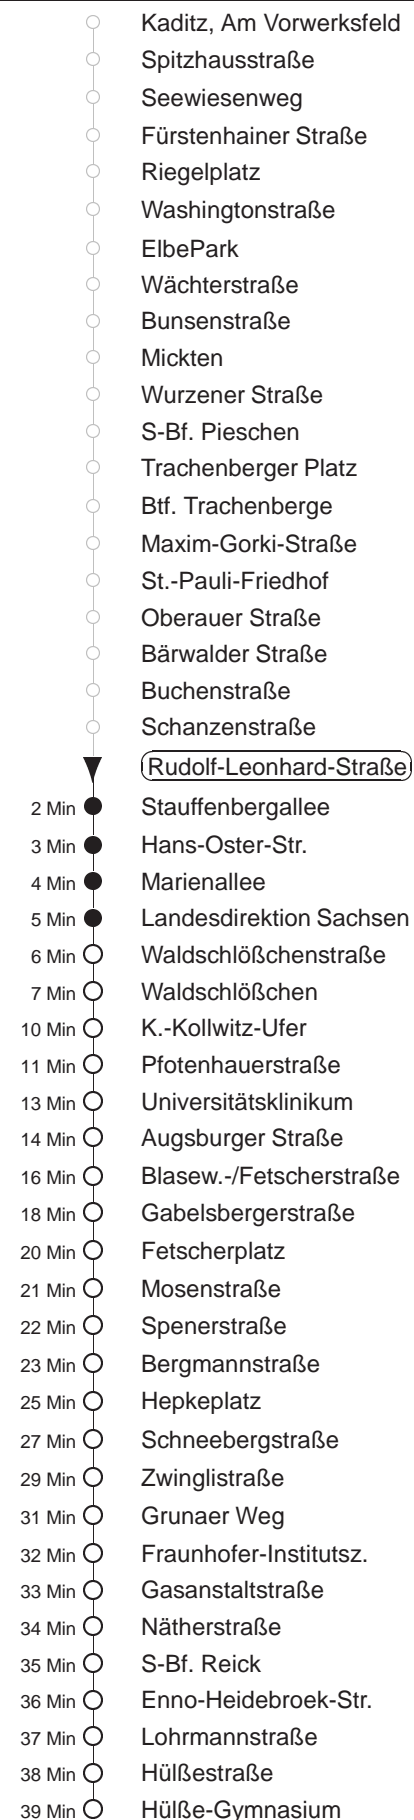 Kaditz, Am Vorwerksfeld
Spitzhausstraße
Seewiesenweg
Fürstenhainer Straße
Riegelplatz
Washingtonstraße
ElbePark
Wächterstraße
Bunsenstraße
Mickten
Wurzener Straße
S-Bf. Pieschen
Trachenberger Platz
Btf. Trachenberge
Maxim-Gorki-Straße
St.-Pauli-Friedhof
Oberauer Straße
Bärwalder Straße
Buchenstraße
Schanzenstraße
Rudolf-Leonhard-Straße
2 Min Stauffenbergallee
3 Min Hans-Oster-Str.
4 Min Marienallee
5 Min Landesdirektion Sachsen
6 Min Waldschlößchenstraße
7 Min Waldschlößchen
10 Min K.-Kollwitz-Ufer
11 Min Pfotenhauerstraße
13 Min Universitätsklinikum
14 Min Augsburger Straße
16 Min Blasew.-/Fetscherstraße
18 Min Gabelsbergerstraße
20 Min Fetscherplatz
21 Min Mosenstraße
22 Min Spenerstraße
23 Min Bergmannstraße
25 Min Hepkeplatz
27 Min Schneebergstraße
29 Min Zwinglistraße
31 Min Grunaer Weg
32 Min Fraunhofer-Institutsz.
33 Min Gasanstaltstraße
34 Min Nätherstraße
35 Min S-Bf. Reick
36 Min Enno-Heidebroek-Str.
37 Min Lohrmannstraße
38 Min Hülßestraße
39 Min Hülße-Gymnasium